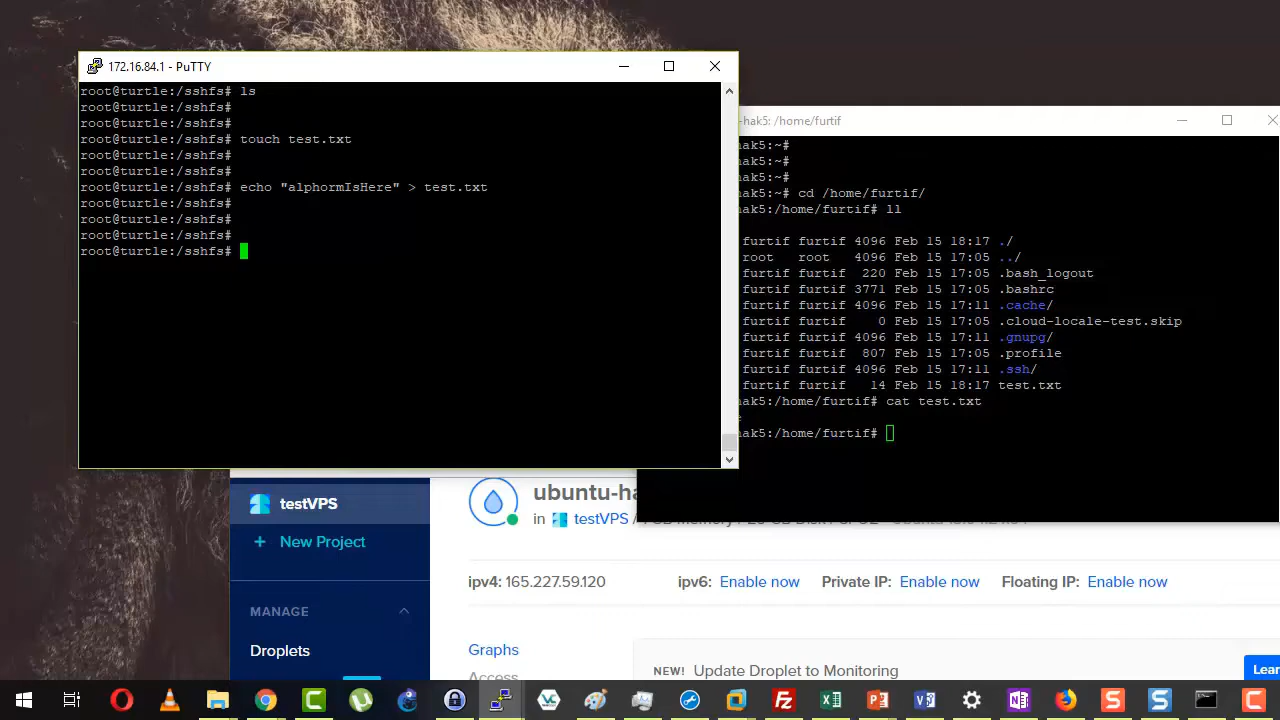 172.16.84.1 - PuTTY
root@turtle:/sshfs# ls
root@turtle:/sshfs#
root@turtle:/sshfs#
root@turtle:/sshfs# touch test.txt
root@turtle:/sshfs#
root@turtle:/sshfs#
root@turtle:/sshfs# echo "alphormIsHere" > test.txt
root@turtle:/sshfs#
root@turtle:/sshfs#
root@turtle:/sshfs#
root@turtle:/sshfs#
-hak5: /home/furtif
hak5:~#
hak5:~#
hak5:~#
hak5:~# cd /home/furtif/
hak5:/home/furtif# ll
furtif furtif 4096 Feb 15 18:17 ./
root   root   4096 Feb 15 17:05 ../
furtif furtif  220 Feb 15 17:05 .bash_logout
furtif furtif 3771 Feb 15 17:05 .bashrc
furtif furtif 4096 Feb 15 17:11 .cache/
furtif furtif    0 Feb 15 17:05 .cloud-locale-test.skip
furtif furtif 4096 Feb 15 17:11 .gnupg/
furtif furtif  807 Feb 15 17:05 .profile
furtif furtif 4096 Feb 15 17:11 .ssh/
furtif furtif   14 Feb 15 18:17 test.txt
hak5:/home/furtif# cat test.txt
hak5:/home/furtif#
testVPS
+ New Project
MANAGE
Droplets
ubuntu-ha
in testVPS /
ipv4: 165.227.59.120 ipv6: Enable now Private IP: Enable now Floating IP: Enable now
Graphs
Access
NEW! Update Droplet to Monitoring
Lear